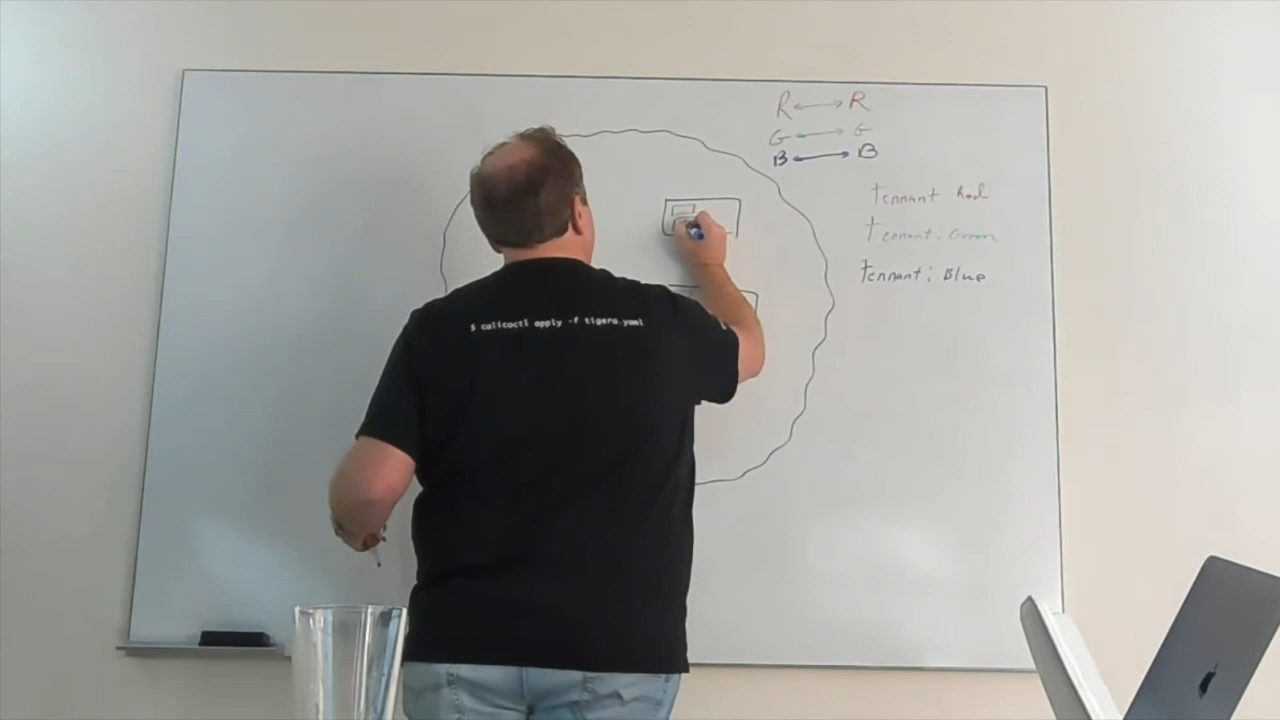 R ↔ R
G ↔ G
B ↔ B
tennant Red
tennant: Green
tennant: Blue
$ calicoctl apply -f tigera.yaml